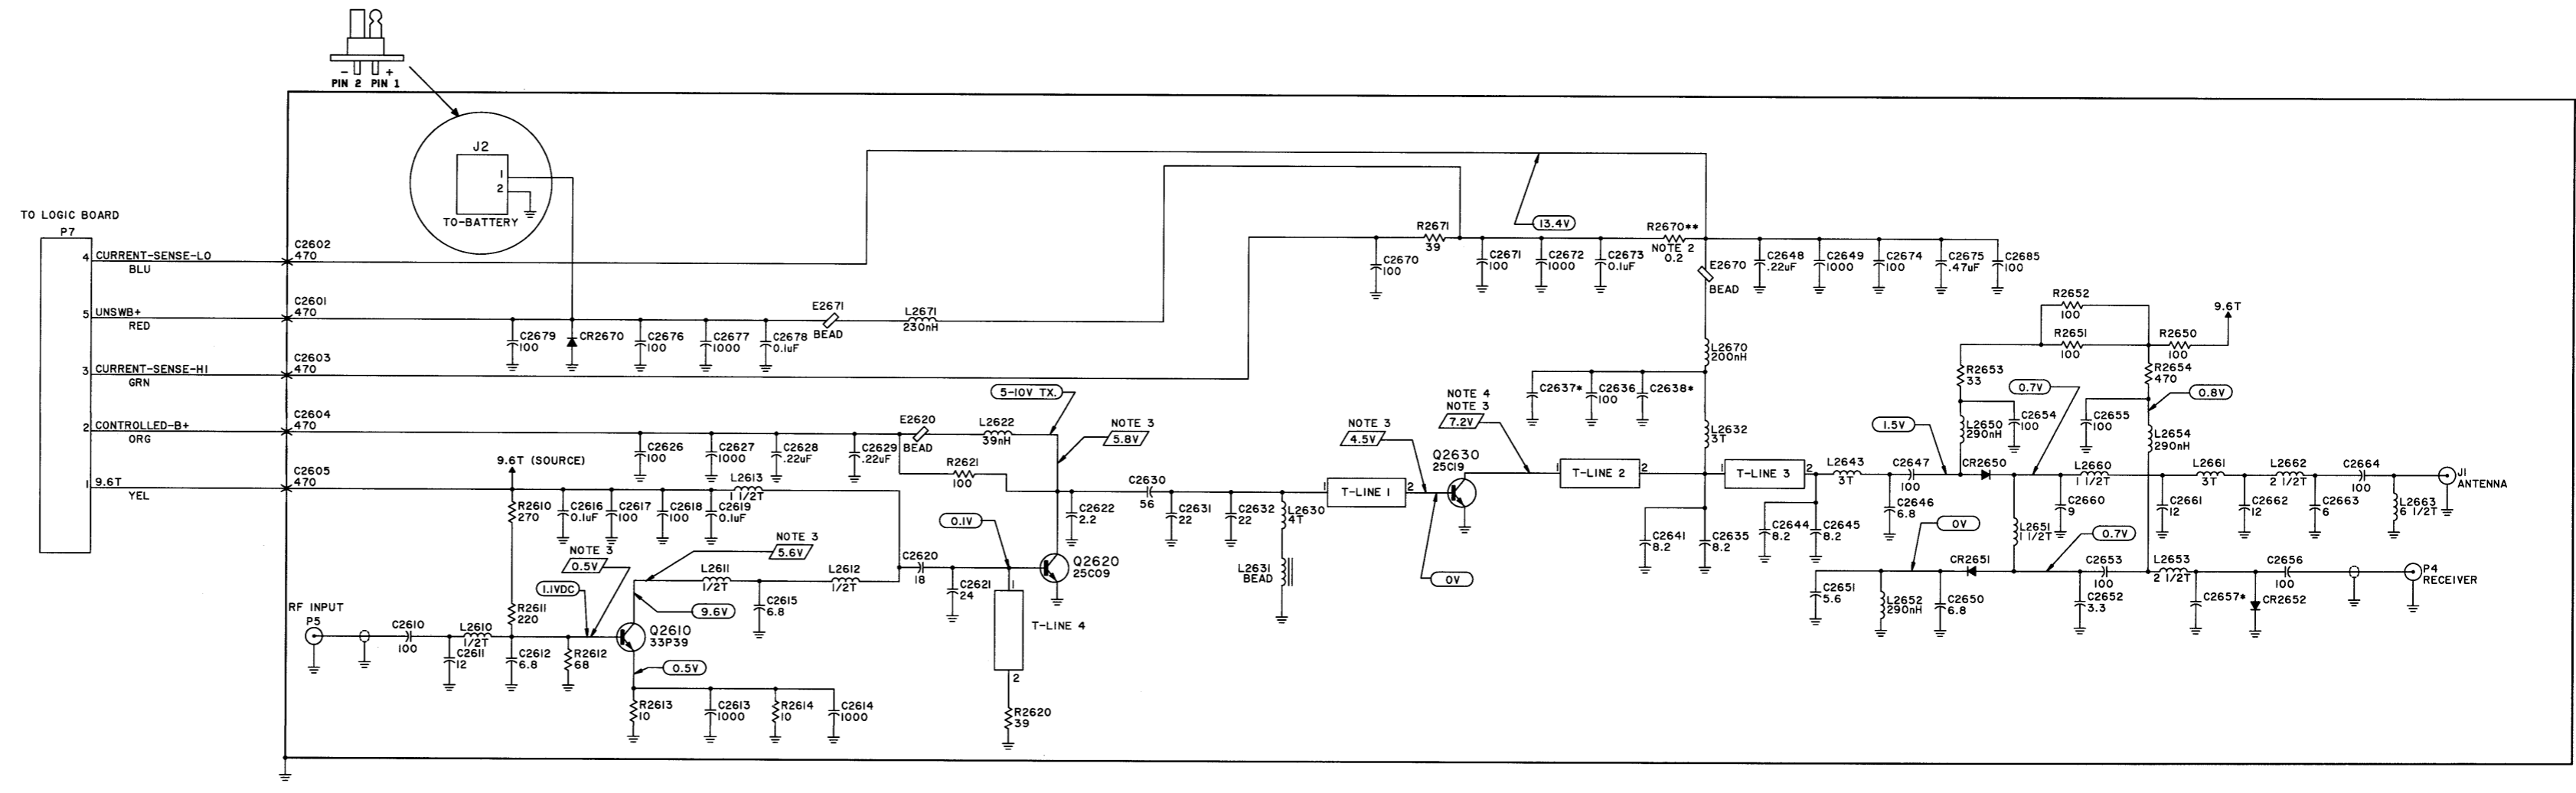 − +
PIN 2 PIN 1
J2
1
2
TO-BATTERY
TO LOGIC BOARD
P7
4 CURRENT-SENSE-LO
BLU
5 UNSWB+
RED
3 CURRENT-SENSE-HI
GRN
2 CONTROLLED-B+
ORG
1 9.6T
YEL
C2602
470
C2601
470
C2603
470
C2604
470
C2605
470
C2679
100
CR2670
C2676
100
C2677
1000
C2678
0.1uF
E2671
BEAD
L2671
230nH
13.4V
C2670
100
R2671
39
C2671
100
C2672
1000
C2673
0.1uF
R2670**
NOTE 2
0.2
E2670
BEAD
C2648
.22uF
C2649
1000
C2674
100
C2675
.47uF
C2685
100
L2670
200nH
C2637*
C2636
100
C2638*
L2632
3T
5-10V TX.
NOTE 3
5.8V
C2626
100
C2627
1000
C2628
.22uF
C2629
.22uF
E2620
BEAD
L2622
39nH
R2621
100
9.6T (SOURCE)
R2610
270
C2616
0.1uF
C2617
100
C2618
100
C2619
0.1uF
L2613
1 1/2T
R2611
220
NOTE 3
0.5V
1.1VDC
NOTE 3
5.6V
9.6V
L2611
1/2T
C2615
6.8
L2612
1/2T
C2620
18
C2621
24
0.1V
Q2620
25C09
C2622
2.2
1
T-LINE 4
2
R2620
39
RF INPUT
P5
C2610
100
C2611
12
L2610
1/2T
C2612
6.8
R2612
68
Q2610
33P39
0.5V
R2613
10
C2613
1000
R2614
10
C2614
1000
C2630
56
C2631
22
C2632
22
L2630
4T
L2631
BEAD
1 T-LINE 1 2
NOTE 3
4.5V
0V
NOTE 4
NOTE 3
7.2V
Q2630
25C19
1 T-LINE 2 2
C2641
8.2
C2635
8.2
1 T-LINE 3 2
C2644
8.2
C2645
8.2
L2643
3T
C2646
6.8
C2647
100
1.5V
CR2650
R2652
100
R2651
100
R2650
100
9.6T
R2653
33
L2650
290nH
C2654
100
0.7V
C2655
100
R2654
470
0.8V
L2654
290nH
L2660
1 1/2T
C2660
9
C2661
12
L2661
3T
C2662
12
L2662
2 1/2T
C2663
6
C2664
100
L2663
6 1/2T
J1
ANTENNA
L2651
1 1/2T
0V
0.7V
CR2651
C2651
5.6
L2652
290nH
C2650
6.8
C2653
100
C2652
3.3
L2653
2 1/2T
C2657*
C2656
100
CR2652
P4
RECEIVER